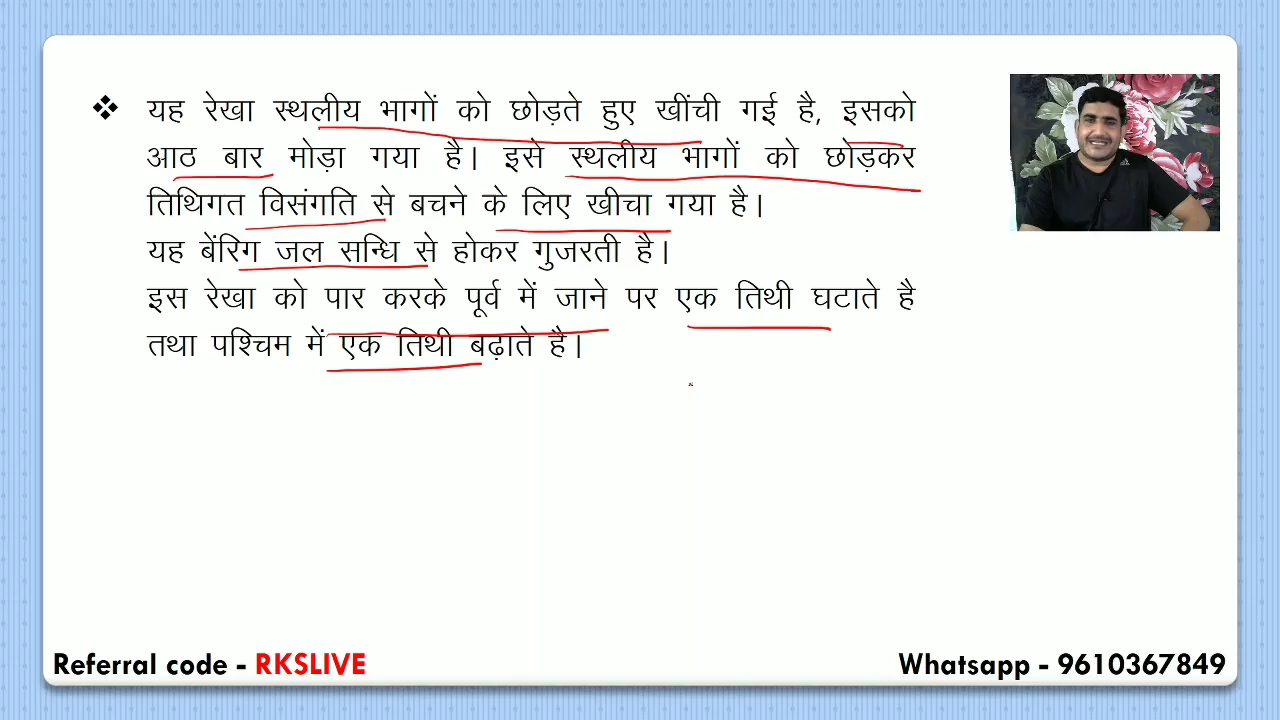 ❖ यह रेखा स्थलीय भागों को छोड़ते हुए खींची गई है, इसको
आठ बार मोड़ा गया है। इसे स्थलीय भागों को छोड़कर
तिथिगत विसंगति से बचने के लिए खीचा गया है।
यह बेंरिग जल सन्धि से होकर गुजरती है।
इस रेखा को पार करके पूर्व में जाने पर एक तिथी घटाते है
तथा पश्चिम में एक तिथी बढ़ाते है।
Referral code - RKSLIVE
Whatsapp - 9610367849